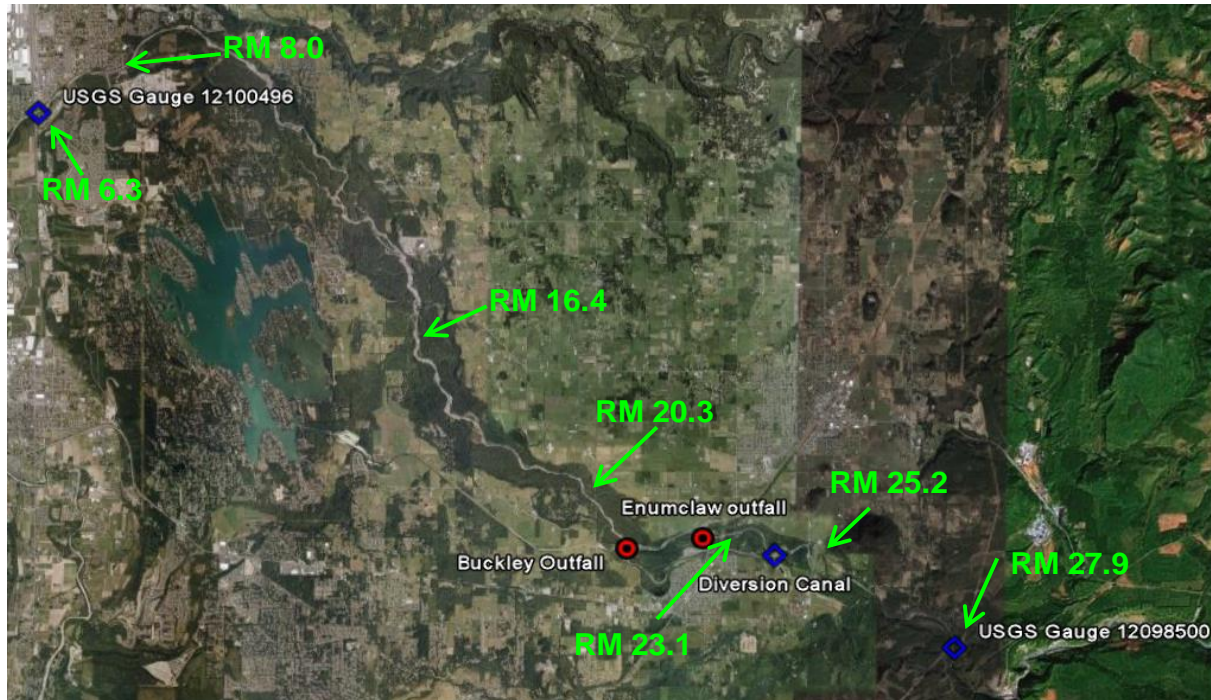 RM 8.0
USGS Gauge 12100496
RM 6.3
RM 16.4
RM 20.3
RM 25.2
Enumclaw outfall
Buckley Outfall
Diversion Canal
RM 27.9
USGS Gauge 12098500
RM 23.1